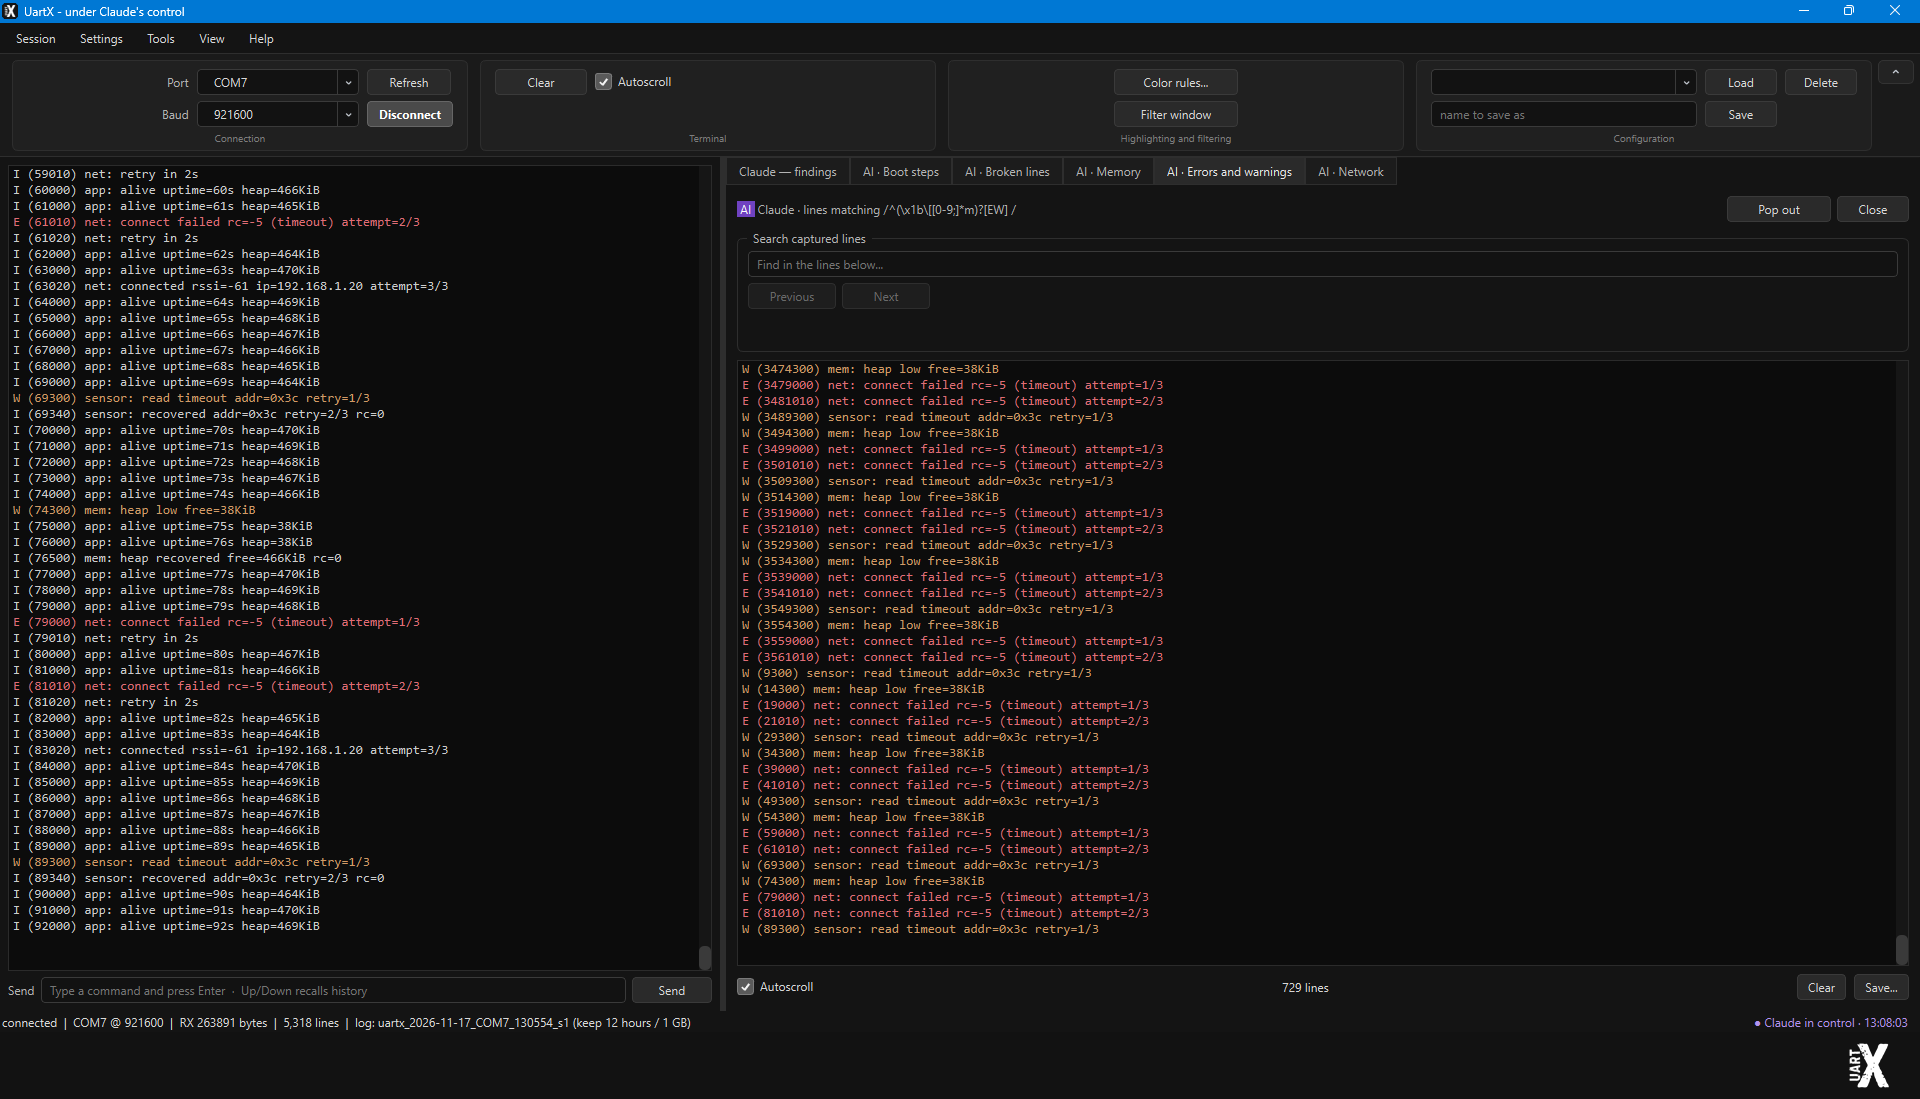 UartX - under Claude's control
Session Settings Tools View Help
Port COM7 Refresh
Baud 921600 Disconnect
Connection
Clear Autoscroll
Terminal
Color rules...
Filter window
Highlighting and filtering
Load Delete
name to save as Save
Configuration
I (59010) net: retry in 2s
I (60000) app: alive uptime=60s heap=466KiB
I (61000) app: alive uptime=61s heap=465KiB
E (61010) net: connect failed rc=-5 (timeout) attempt=2/3
I (61020) net: retry in 2s
I (62000) app: alive uptime=62s heap=464KiB
I (63000) app: alive uptime=63s heap=470KiB
I (63020) net: connected rssi=-61 ip=192.168.1.20 attempt=3/3
I (64000) app: alive uptime=64s heap=469KiB
I (65000) app: alive uptime=65s heap=468KiB
I (66000) app: alive uptime=66s heap=467KiB
I (67000) app: alive uptime=67s heap=466KiB
I (68000) app: alive uptime=68s heap=465KiB
I (69000) app: alive uptime=69s heap=464KiB
W (69300) sensor: read timeout addr=0x3c retry=1/3
I (69340) sensor: recovered addr=0x3c retry=2/3 rc=0
I (70000) app: alive uptime=70s heap=470KiB
I (71000) app: alive uptime=71s heap=469KiB
I (72000) app: alive uptime=72s heap=468KiB
I (73000) app: alive uptime=73s heap=467KiB
I (74000) app: alive uptime=74s heap=466KiB
W (74300) mem: heap low free=38KiB
I (75000) app: alive uptime=75s heap=38KiB
I (76000) app: alive uptime=76s heap=38KiB
I (76500) mem: heap recovered free=466KiB rc=0
I (77000) app: alive uptime=77s heap=470KiB
I (78000) app: alive uptime=78s heap=469KiB
I (79000) app: alive uptime=79s heap=468KiB
E (79000) net: connect failed rc=-5 (timeout) attempt=1/3
I (79010) net: retry in 2s
I (80000) app: alive uptime=80s heap=467KiB
I (81000) app: alive uptime=81s heap=466KiB
E (81010) net: connect failed rc=-5 (timeout) attempt=2/3
I (81020) net: retry in 2s
I (82000) app: alive uptime=82s heap=465KiB
I (83000) app: alive uptime=83s heap=464KiB
I (83020) net: connected rssi=-61 ip=192.168.1.20 attempt=3/3
I (84000) app: alive uptime=84s heap=470KiB
I (85000) app: alive uptime=85s heap=469KiB
I (86000) app: alive uptime=86s heap=468KiB
I (87000) app: alive uptime=87s heap=467KiB
I (88000) app: alive uptime=88s heap=466KiB
I (89000) app: alive uptime=89s heap=465KiB
W (89300) sensor: read timeout addr=0x3c retry=1/3
I (89340) sensor: recovered addr=0x3c retry=2/3 rc=0
I (90000) app: alive uptime=90s heap=464KiB
I (91000) app: alive uptime=91s heap=470KiB
I (92000) app: alive uptime=92s heap=469KiB
Send Type a command and press Enter · Up/Down recalls history Send
Claude — findings AI · Boot steps AI · Broken lines AI · Memory AI · Errors and warnings AI · Network
AI Claude · lines matching /^(\x1b\[[0-9;]*m)?[EW] / Pop out Close
Search captured lines
Find in the lines below...
Previous Next
W (3474300) mem: heap low free=38KiB
E (3479000) net: connect failed rc=-5 (timeout) attempt=1/3
E (3481010) net: connect failed rc=-5 (timeout) attempt=2/3
W (3489300) sensor: read timeout addr=0x3c retry=1/3
W (3494300) mem: heap low free=38KiB
E (3499000) net: connect failed rc=-5 (timeout) attempt=1/3
E (3501010) net: connect failed rc=-5 (timeout) attempt=2/3
W (3509300) sensor: read timeout addr=0x3c retry=1/3
W (3514300) mem: heap low free=38KiB
E (3519000) net: connect failed rc=-5 (timeout) attempt=1/3
E (3521010) net: connect failed rc=-5 (timeout) attempt=2/3
W (3529300) sensor: read timeout addr=0x3c retry=1/3
W (3534300) mem: heap low free=38KiB
E (3539000) net: connect failed rc=-5 (timeout) attempt=1/3
E (3541010) net: connect failed rc=-5 (timeout) attempt=2/3
W (3549300) sensor: read timeout addr=0x3c retry=1/3
W (3554300) mem: heap low free=38KiB
E (3559000) net: connect failed rc=-5 (timeout) attempt=1/3
E (3561010) net: connect failed rc=-5 (timeout) attempt=2/3
W (9300) sensor: read timeout addr=0x3c retry=1/3
W (14300) mem: heap low free=38KiB
E (19000) net: connect failed rc=-5 (timeout) attempt=1/3
E (21010) net: connect failed rc=-5 (timeout) attempt=2/3
W (29300) sensor: read timeout addr=0x3c retry=1/3
W (34300) mem: heap low free=38KiB
E (39000) net: connect failed rc=-5 (timeout) attempt=1/3
E (41010) net: connect failed rc=-5 (timeout) attempt=2/3
W (49300) sensor: read timeout addr=0x3c retry=1/3
W (54300) mem: heap low free=38KiB
E (59000) net: connect failed rc=-5 (timeout) attempt=1/3
E (61010) net: connect failed rc=-5 (timeout) attempt=2/3
W (69300) sensor: read timeout addr=0x3c retry=1/3
W (74300) mem: heap low free=38KiB
E (79000) net: connect failed rc=-5 (timeout) attempt=1/3
E (81010) net: connect failed rc=-5 (timeout) attempt=2/3
W (89300) sensor: read timeout addr=0x3c retry=1/3
Autoscroll 729 lines Clear Save...
connected | COM7 @ 921600 | RX 263891 bytes | 5,318 lines | log: uartx_2026-11-17_COM7_130554_s1 (keep 12 hours / 1 GB)
● Claude in control · 13:08:03
UART X